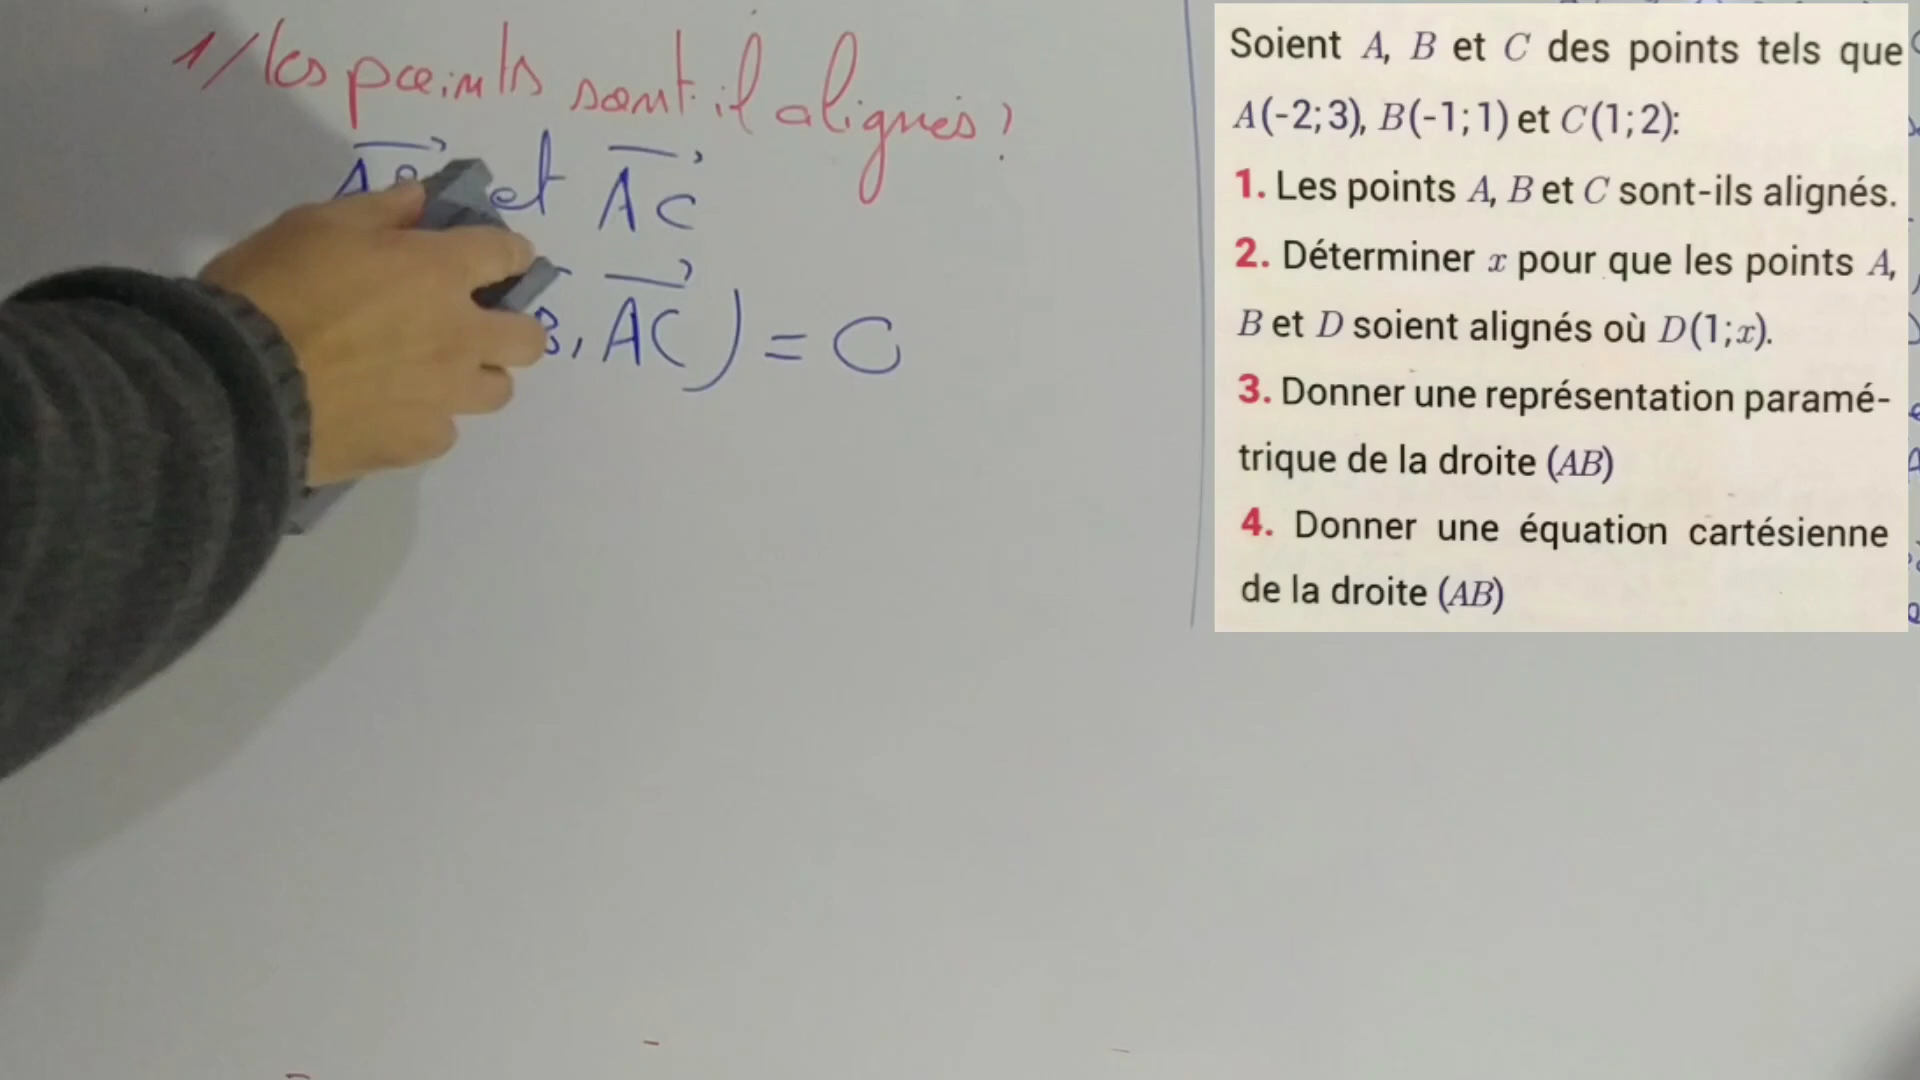 1/ les points sont il alignés?
et AC
B, AC) = 0
Soient A, B et C des points tels que
A(-2;3), B(-1;1) et C(1;2):
1. Les points A, B et C sont-ils alignés.
2. Déterminer x pour que les points A,
B et D soient alignés où D(1;x).
3. Donner une représentation paramé-
trique de la droite (AB)
4. Donner une équation cartésienne
de la droite (AB)